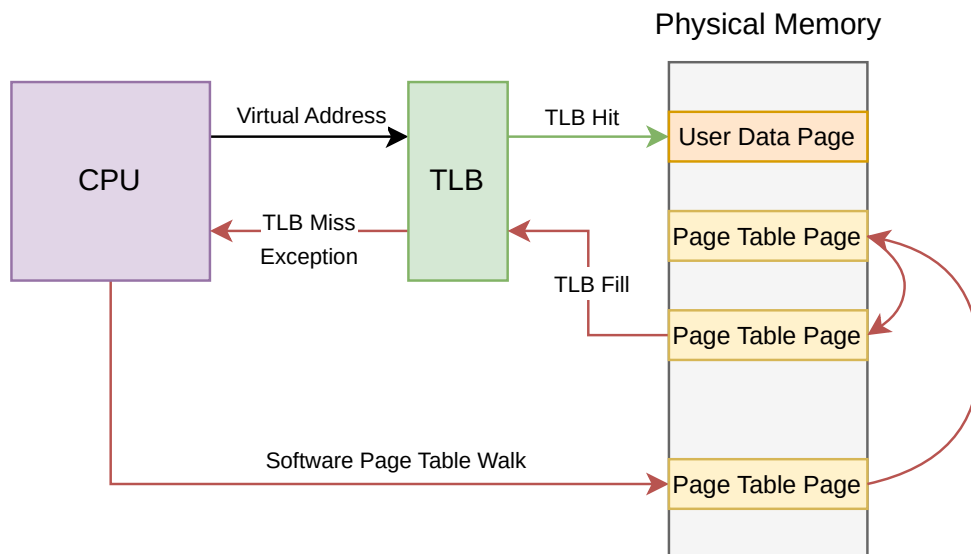 Physical Memory
Virtual Address
TLB Hit
User Data Page
CPU
TLB
TLB Miss
Exception
Page Table Page
TLB Fill
Page Table Page
Software Page Table Walk
Page Table Page